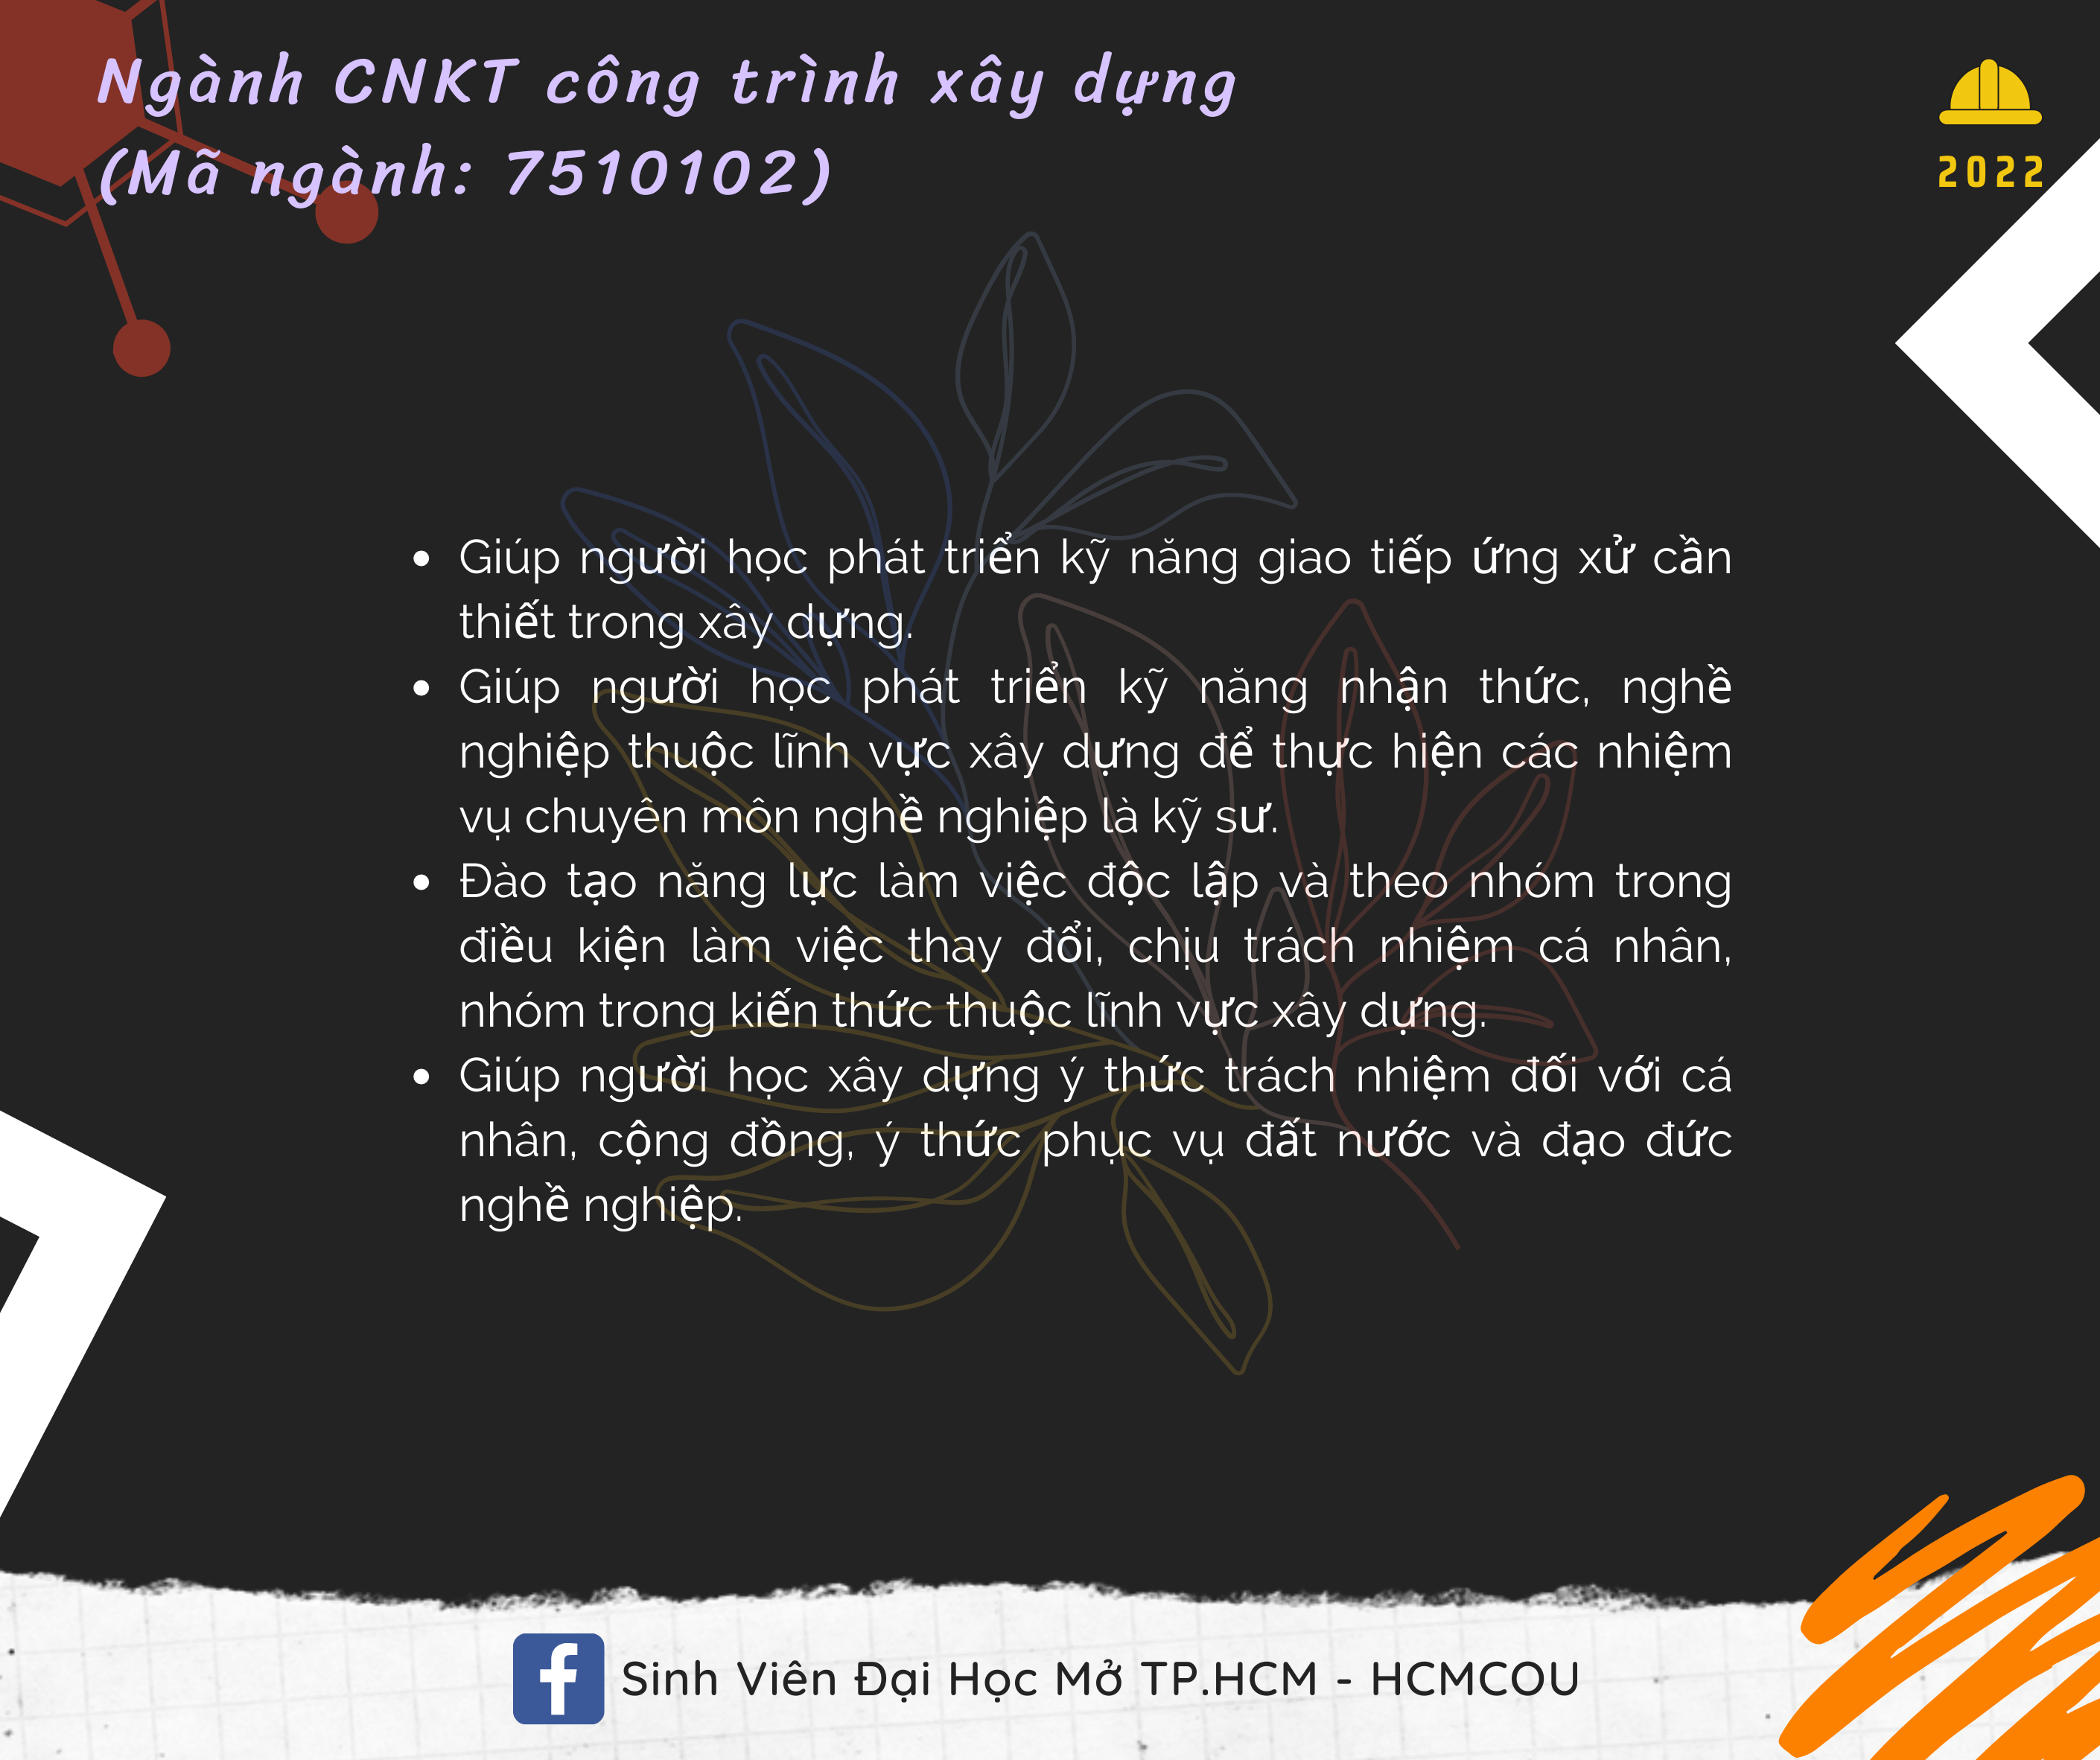 Ngành CNKT công trình xây dựng
(Mã ngành: 7510102)
2022
• Giúp người học phát triển kỹ năng giao tiếp ứng xử cần
thiết trong xây dựng.
• Giúp người học phát triển kỹ năng nhận thức, nghề
nghiệp thuộc lĩnh vực xây dựng để thực hiện các nhiệm
vụ chuyên môn nghề nghiệp là kỹ sư.
• Đào tạo năng lực làm việc độc lập và theo nhóm trong
điều kiện làm việc thay đổi, chịu trách nhiệm cá nhân,
nhóm trong kiến thức thuộc lĩnh vực xây dựng.
• Giúp người học xây dựng ý thức trách nhiệm đối với cá
nhân, cộng đồng, ý thức phục vụ đất nước và đạo đức
nghề nghiệp.
Sinh Viên Đại Học Mở TP.HCM - HCMCOU